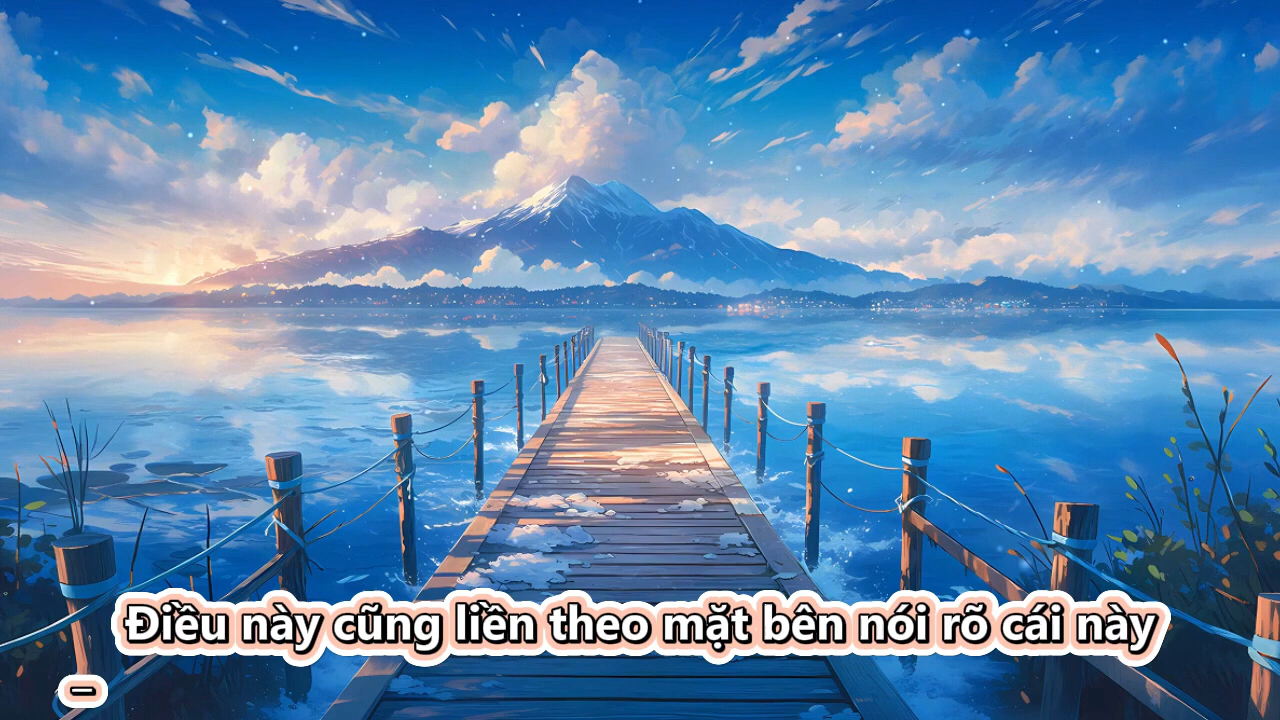 Điều này cũng liền theo mặt bên nói rõ cái này
–